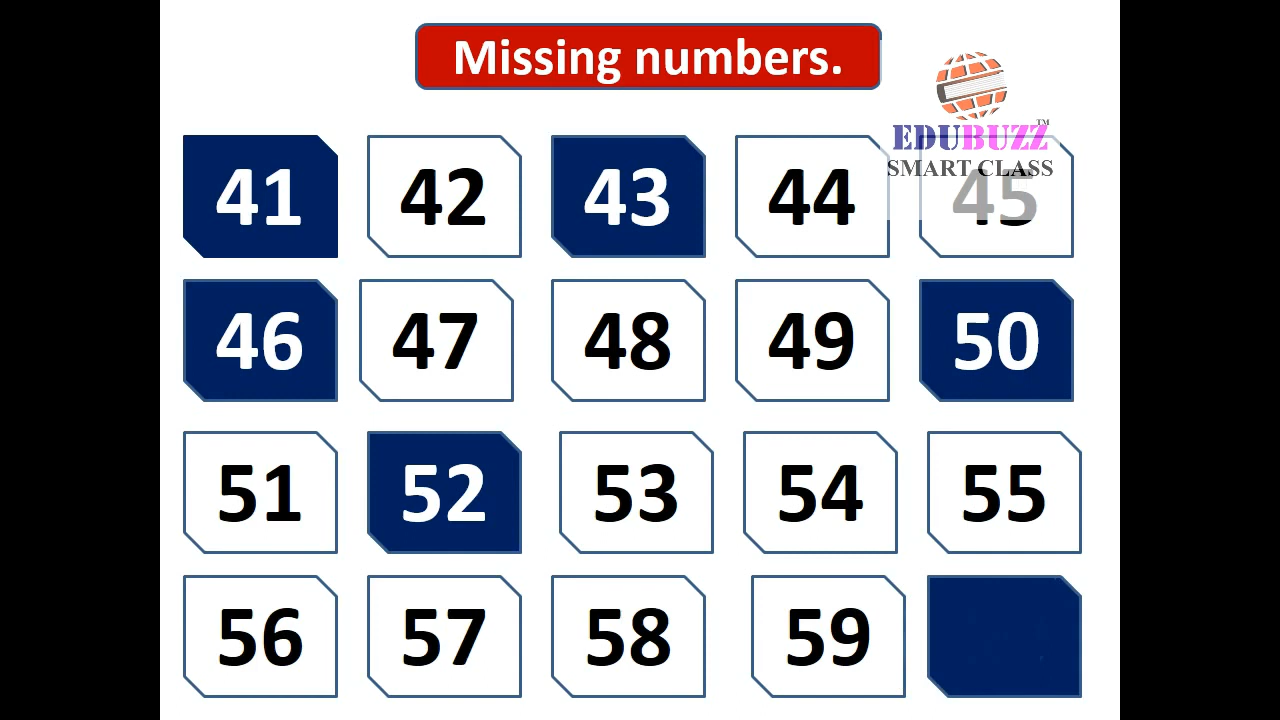 Missing numbers.
EDUBUZZ™
SMART CLASS
41 42 43 44 45
46 47 48 49 50
51 52 53 54 55
56 57 58 59